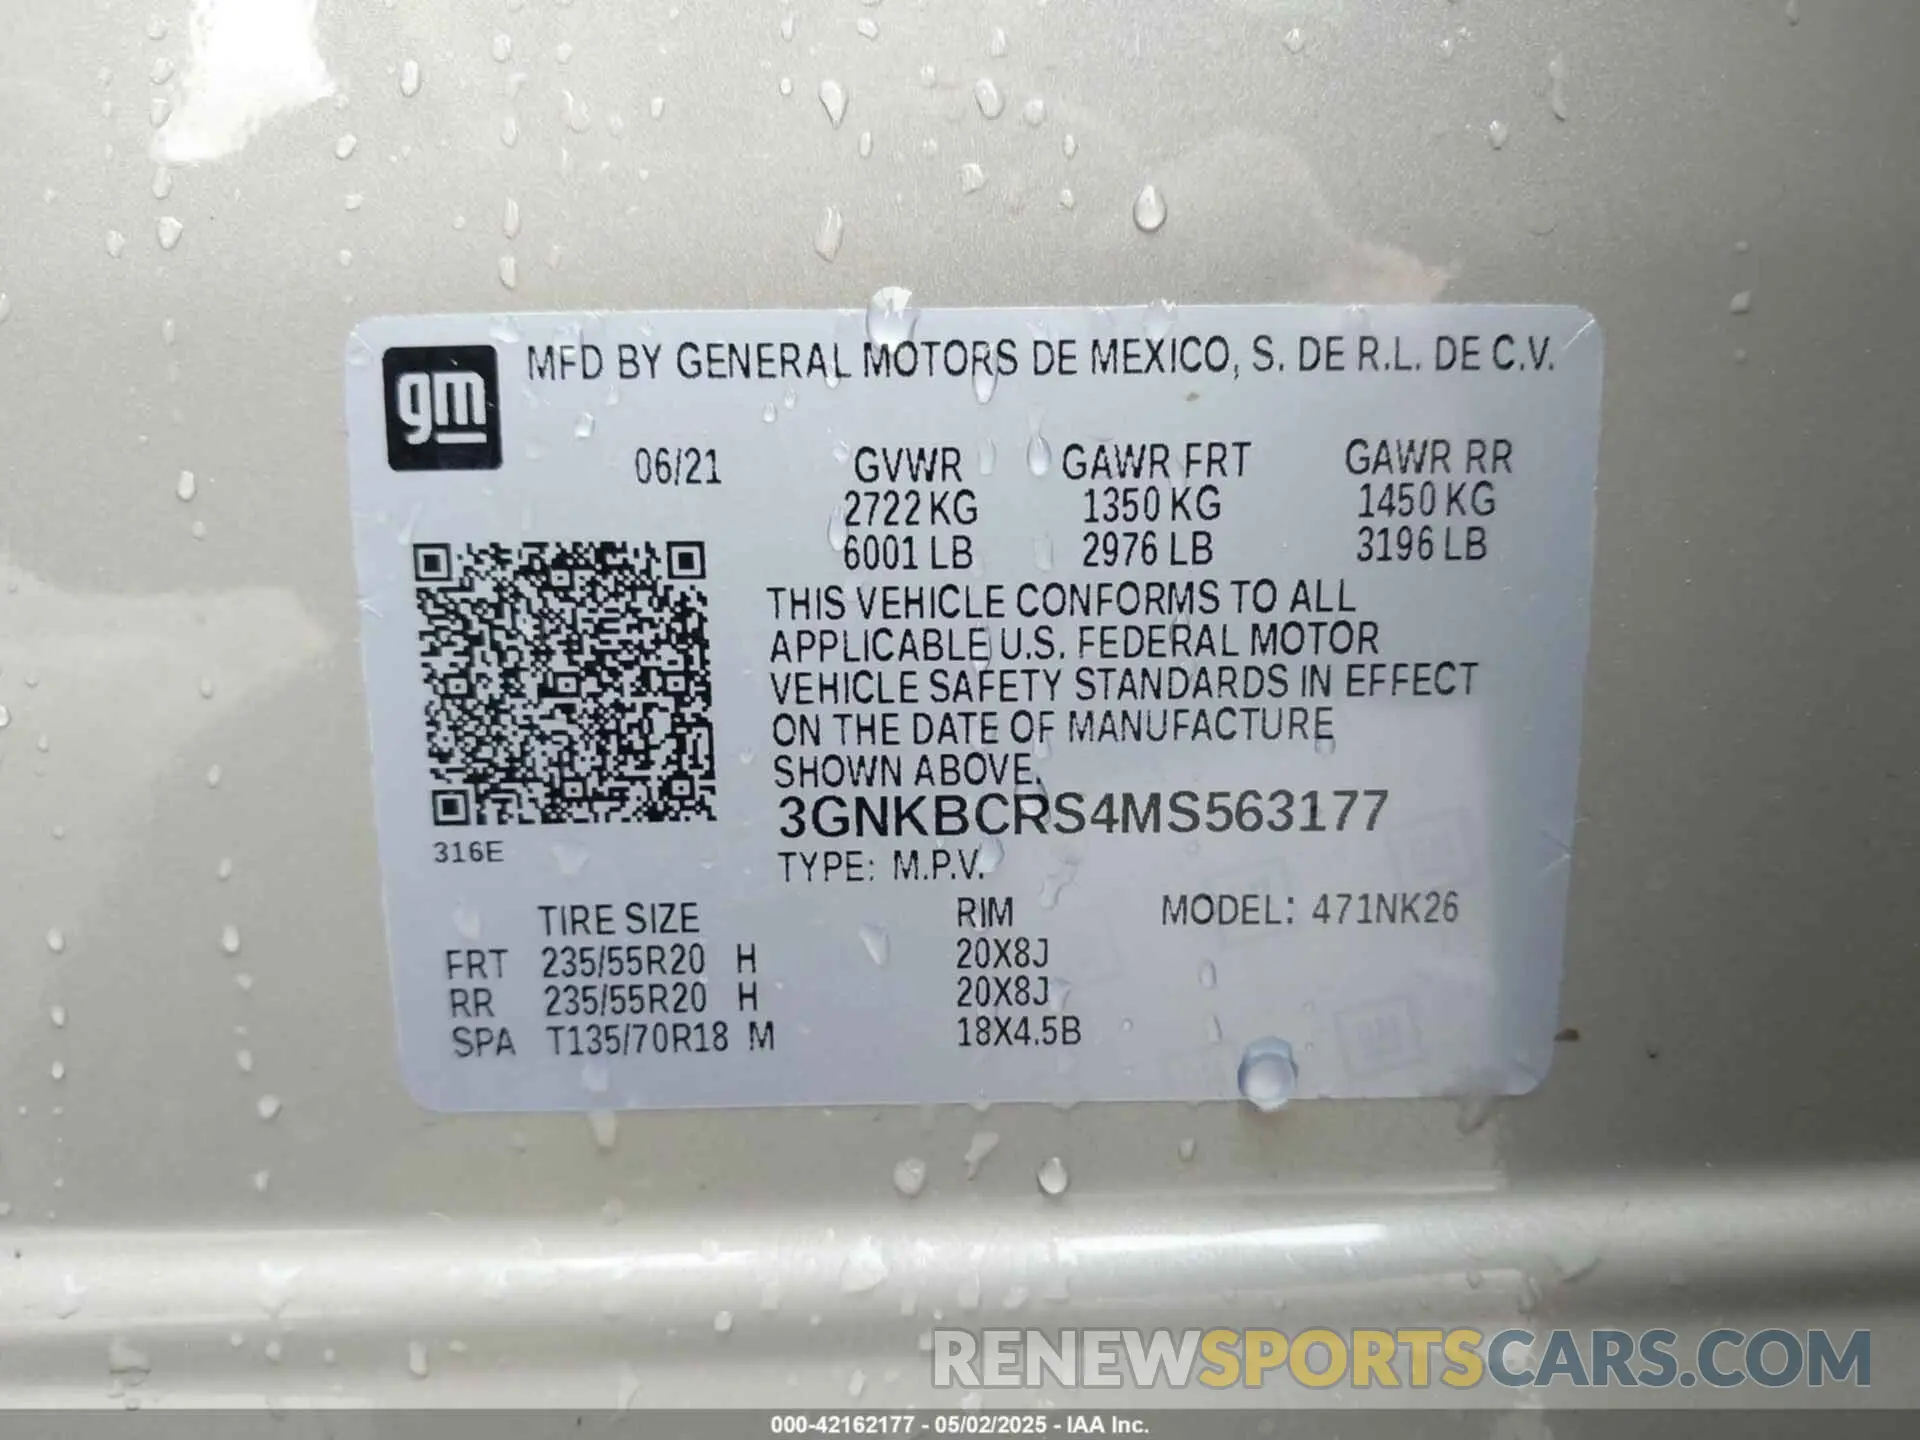 MFD BY GENERAL MOTORS DE MEXICO, S. DE R.L. DE C.V.
gm
06/21 GVWR GAWR FRT GAWR RR
2722 KG 1350 KG 1450 KG
6001 LB 2976 LB 3196 LB
THIS VEHICLE CONFORMS TO ALL
APPLICABLE U.S. FEDERAL MOTOR
VEHICLE SAFETY STANDARDS IN EFFECT
ON THE DATE OF MANUFACTURE
SHOWN ABOVE.
3GNKBCRS4MS563177
316E
TYPE: M.P.V.
TIRE SIZE RIM MODEL: 471NK26
FRT 235/55R20 H 20X8J
RR 235/55R20 H 20X8J
SPA T135/70R18 M 18X4.5B
RENEWSPORTSCARS.COM
000-42162177 - 05/02/2025 - IAA Inc.